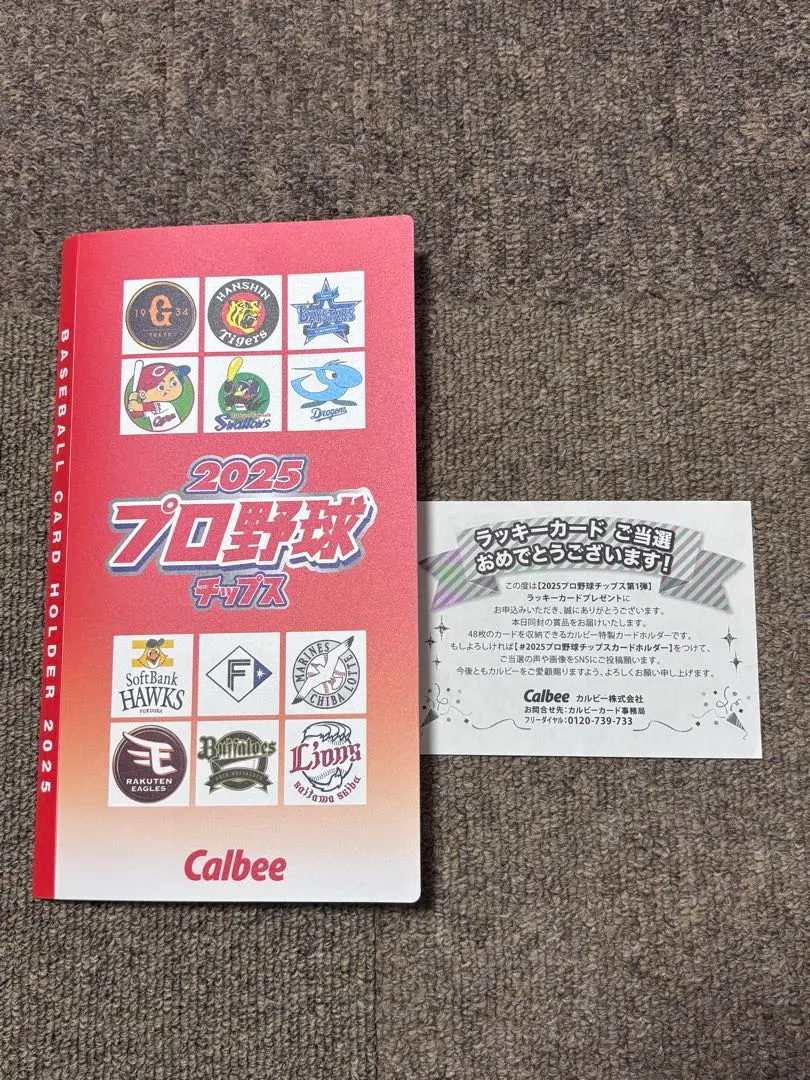 BASEBALL CARD HOLDER 2025
19 G 34
TOKYO
HANSHIN
Tigers
BAYSTARS
YOKOHAMA
Carp
Swallows
Dragons
2025
プロ野球
チップス
SoftBank
HAWKS
FUKUOKA
F
MARINES
CHIBA LOTTE
E
RAKUTEN
EAGLES
Buffaloes
Lions
saitama seibu
Calbee
ラッキーカード ご当選
おめでとうございます!
この度は【2025プロ野球チップス第1弾】
ラッキーカードプレゼントに
お申込みいただき、誠にありがとうございます。
本日同封の賞品をお届けいたします。
48枚のカードを収納できるカルビー特製カードホルダーです。
もしよろしければ【#2025プロ野球チップスカードホルダー】をつけて、
ご当選の声や画像をSNSにご投稿願います。
今後ともカルビーをご愛顧賜りますよう、よろしくお願い申し上げます。
Calbee カルビー株式会社
お問合せ先:カルビーカード事務局
フリーダイヤル:0120-739-733